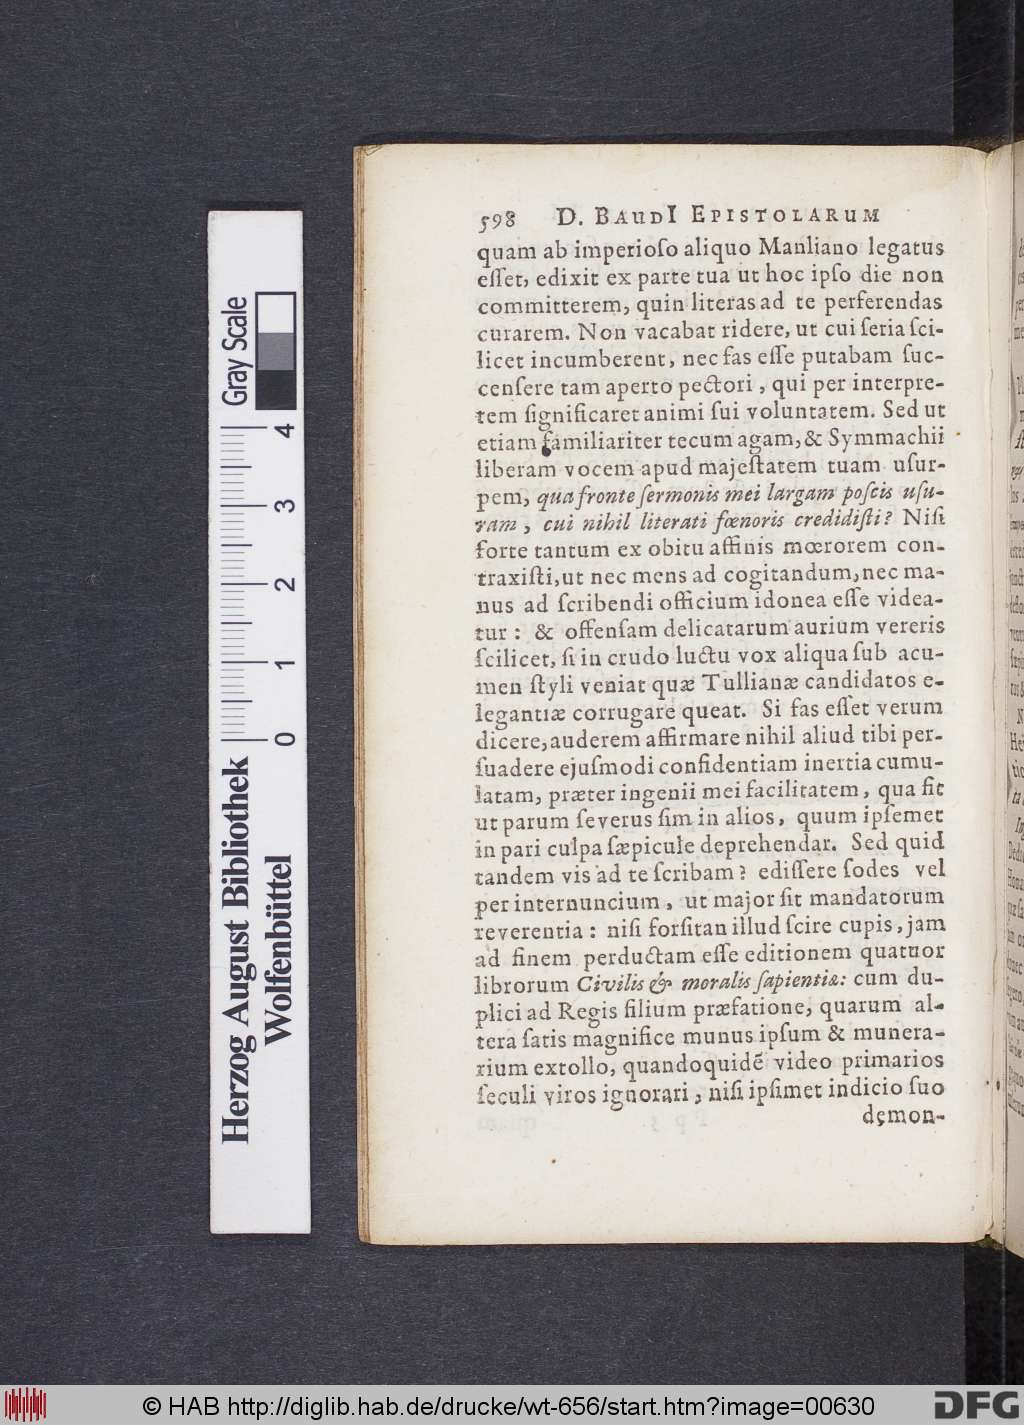 598 D. BAUDI EPISTOLARUM
quam ab imperioſo aliquo Manliano legatus
eſſet, edixit ex parte tua ut hoc ipſo die non
committerem, quin literas ad te perferendas
curarem. Non vacabat ridere, ut cui ſeria ſci-
licet incumberent, nec fas eſſe putabam ſuc-
cenſere tam aperto pectori, qui per interpre-
tem ſignificaret animi ſui voluntatem. Sed ut
etiam familiariter tecum agam, & Symmachii
liberam vocem apud majeſtatem tuam uſur-
pem, qua fronte ſermonis mei largam poſcis uſu-
ram, cui nihil literati fœnoris credidiſti? Niſi
forte tantum ex obitu affinis mœrorem con-
traxiſti, ut nec mens ad cogitandum, nec ma-
nus ad ſcribendi officium idonea eſſe videa-
tur: & offenſam delicatarum aurium vereris
ſcilicet, ſi in crudo luctu vox aliqua ſub acu-
men ſtyli veniat quæ Tullianæ candidatos e-
legantiæ corrugare queat. Si fas eſſet verum
dicere, auderem affirmare nihil aliud tibi per-
ſuadere ejuſmodi confidentiam inertia cumu-
latam, præter ingenii mei facilitatem, qua fit
ut parum ſeverus ſim in alios, quum ipſemet
in pari culpa ſæpicule deprehendar. Sed quid
tandem vis ad te ſcribam? ediſſere ſodes vel
per internuncium, ut major ſit mandatorum
reverentia: niſi forſitan illud ſcire cupis, jam
ad finem perductam eſſe editionem quatuor
librorum Civilis & moralis ſapientiæ: cum du-
plici ad Regis filium præfatione, quarum al-
tera ſatis magnifice munus ipſum & munera-
rium extollo, quandoquidẽ video primarios
ſeculi viros ignorari, niſi ipſimet indicio ſuo
demon-
Gray Scale
0 1 2 3 4
Herzog August Bibliothek
Wolfenbüttel
© HAB http://diglib.hab.de/drucke/wt-656/start.htm?image=00630
DFG